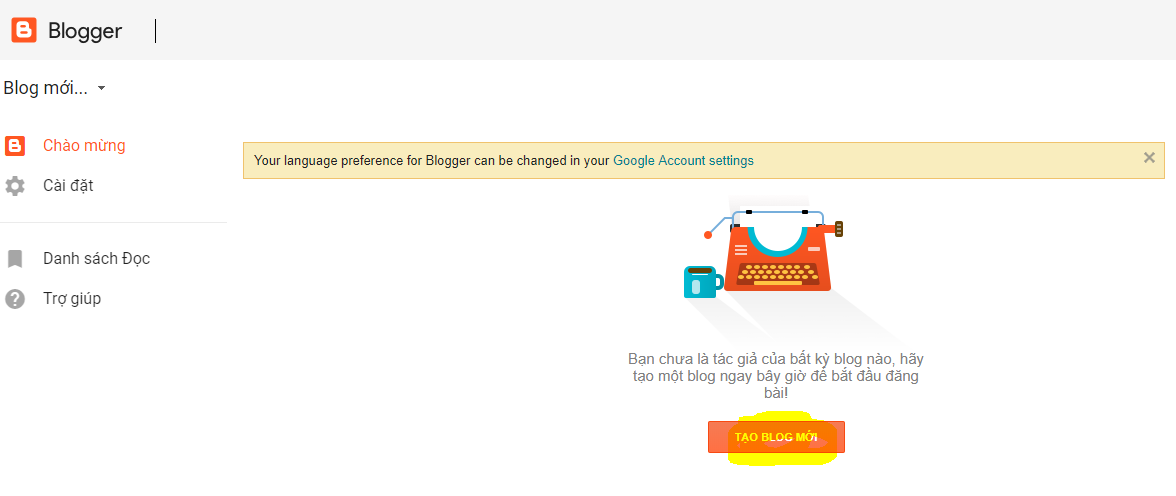 Blogger
Blog mới...
Chào mừng
Cài đặt
Danh sách Đọc
Trợ giúp
Your language preference for Blogger can be changed in your Google Account settings
Bạn chưa là tác giả của bất kỳ blog nào, hãy
tạo một blog ngay bây giờ để bắt đầu đăng
bài!
TẠO BLOG MỚI